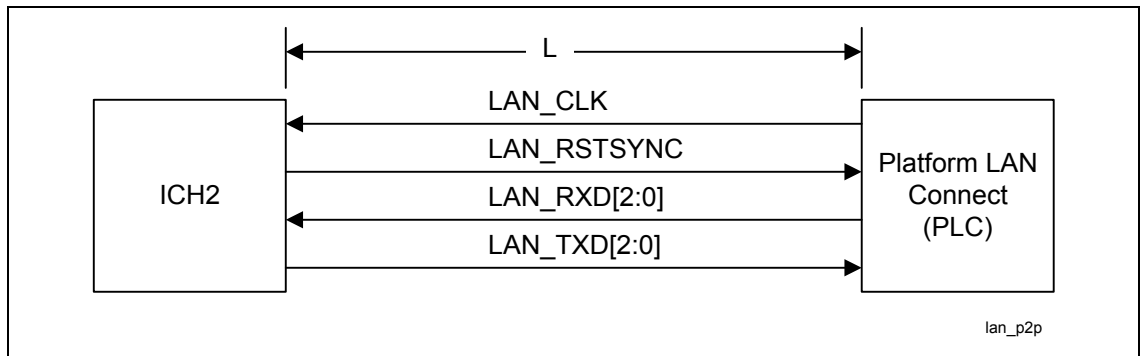 L
LAN_CLK
LAN_RSTSYNC
LAN_RXD[2:0]
LAN_TXD[2:0]
ICH2
Platform LAN
Connect
(PLC)
lan_p2p